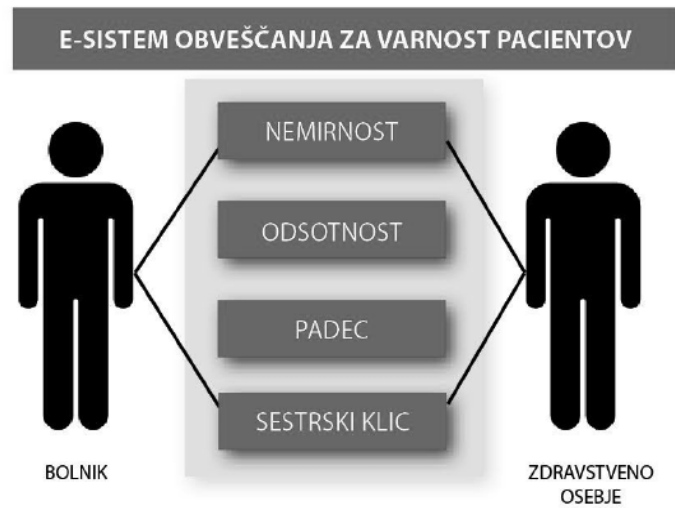 E-SISTEM OBVEŠČANJA ZA VARNOST PACIENTOV
NEMIRNOST
ODSOTNOST
PADEC
SESTRSKI KLIC
BOLNIK
ZDRAVSTVENO
OSEBJE